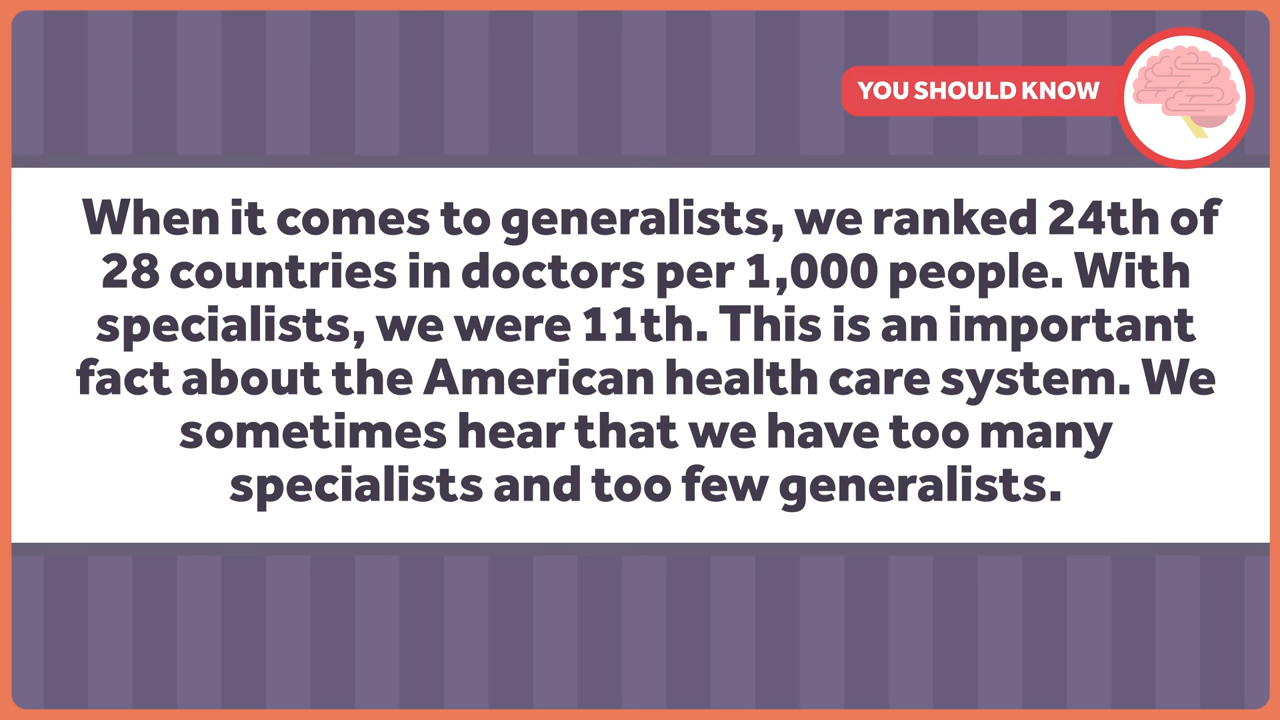 YOU SHOULD KNOW
When it comes to generalists, we ranked 24th of
28 countries in doctors per 1,000 people. With
specialists, we were 11th. This is an important
fact about the American health care system. We
sometimes hear that we have too many
specialists and too few generalists.